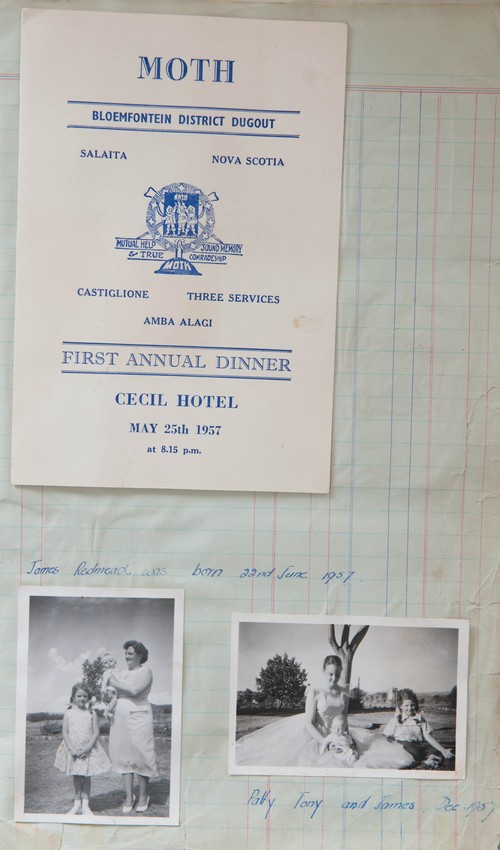 MOTH
BLOEMFONTEIN DISTRICT DUGOUT
SALAITA NOVA SCOTIA
MOTH
MUTUAL HELP SOUND MEMORY
& TRUE COMRADESHIP
MOTH
CASTIGLIONE THREE SERVICES
AMBA ALAGI
FIRST ANNUAL DINNER
CECIL HOTEL
MAY 25th 1957
at 8.15 p.m.
James Redmead was born 22nd June 1957.
Patty Tony and James. Dec. 1957